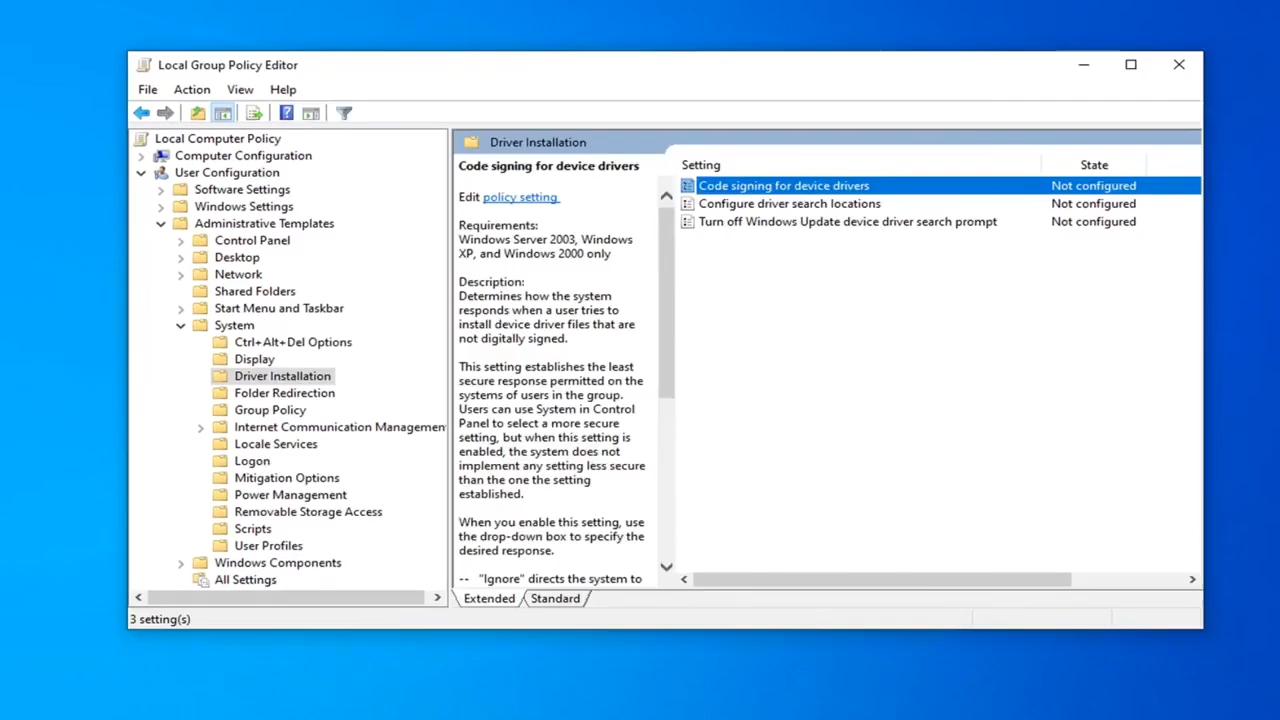 Local Group Policy Editor
File Action View Help
Local Computer Policy
Computer Configuration
User Configuration
Software Settings
Windows Settings
Administrative Templates
Control Panel
Desktop
Network
Shared Folders
Start Menu and Taskbar
System
Ctrl+Alt+Del Options
Display
Driver Installation
Folder Redirection
Group Policy
Internet Communication Managemen
Locale Services
Logon
Mitigation Options
Power Management
Removable Storage Access
Scripts
User Profiles
Windows Components
All Settings
Driver Installation
Code signing for device drivers
Edit policy setting
Requirements:
Windows Server 2003, Windows
XP, and Windows 2000 only
Description:
Determines how the system
responds when a user tries to
install device driver files that are
not digitally signed.
This setting establishes the least
secure response permitted on the
systems of users in the group.
Users can use System in Control
Panel to select a more secure
setting, but when this setting is
enabled, the system does not
implement any setting less secure
than the one the setting
established.
When you enable this setting, use
the drop-down box to specify the
desired response.
-- "Ignore" directs the system to
Setting State
Code signing for device drivers Not configured
Configure driver search locations Not configured
Turn off Windows Update device driver search prompt Not configured
Extended Standard
3 setting(s)